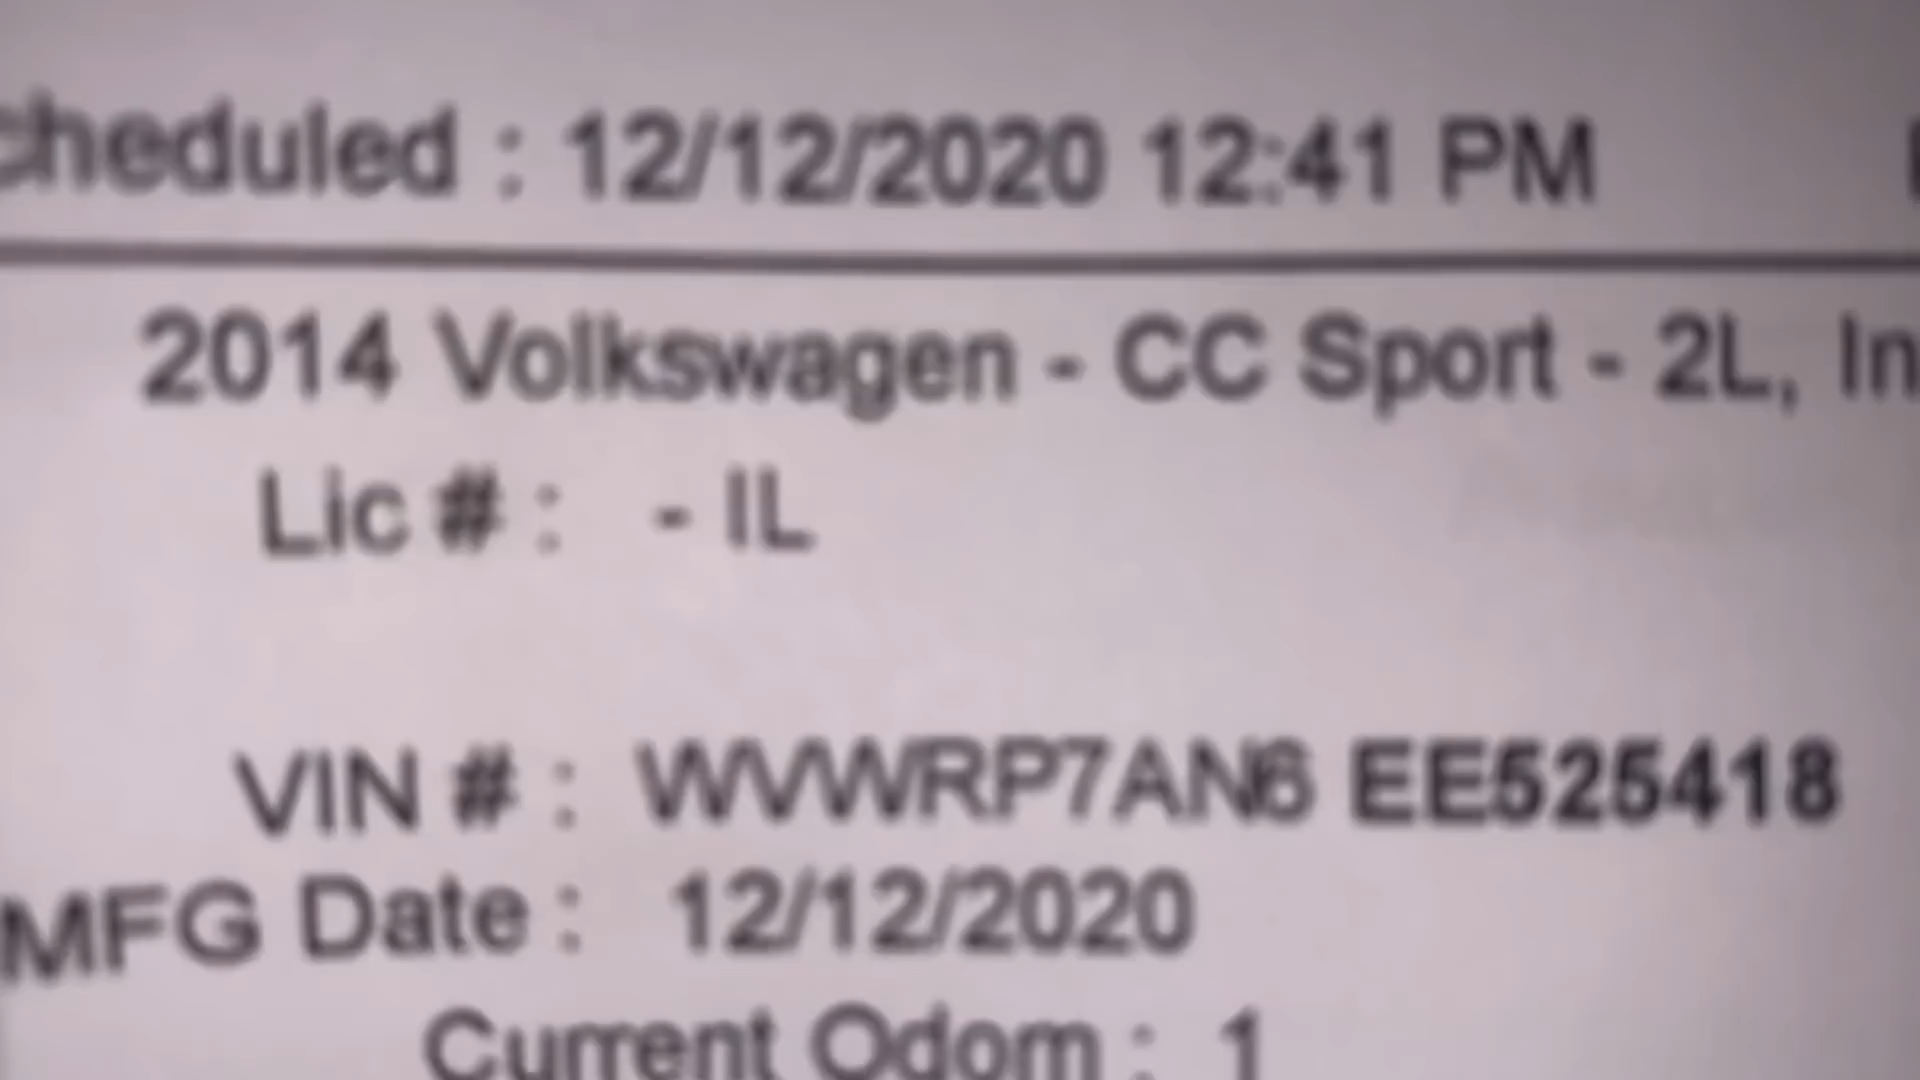 cheduled : 12/12/2020 12:41 PM
2014 Volkswagen - CC Sport - 2L, In
Lic # : - IL
VIN # : WVWRP7AN6 EE525418
MFG Date : 12/12/2020
Current Odom : 1